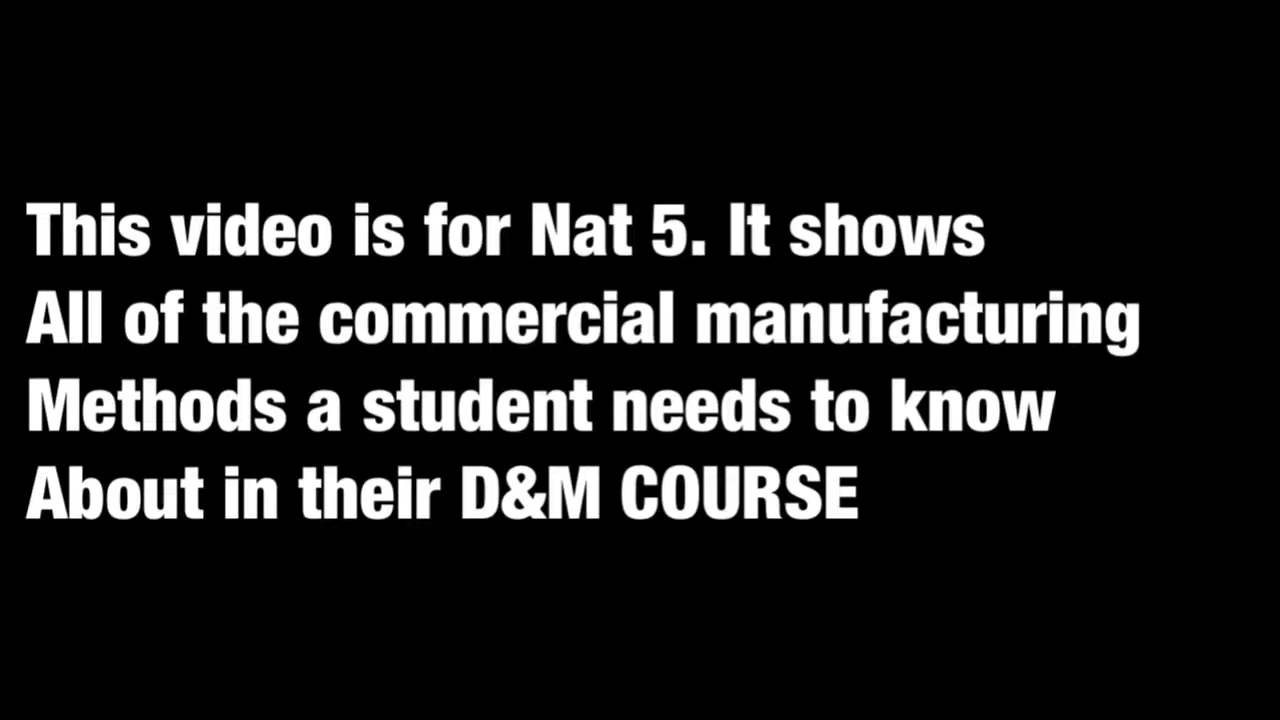 This video is for Nat 5. It shows
All of the commercial manufacturing
Methods a student needs to know
About in their D&M COURSE